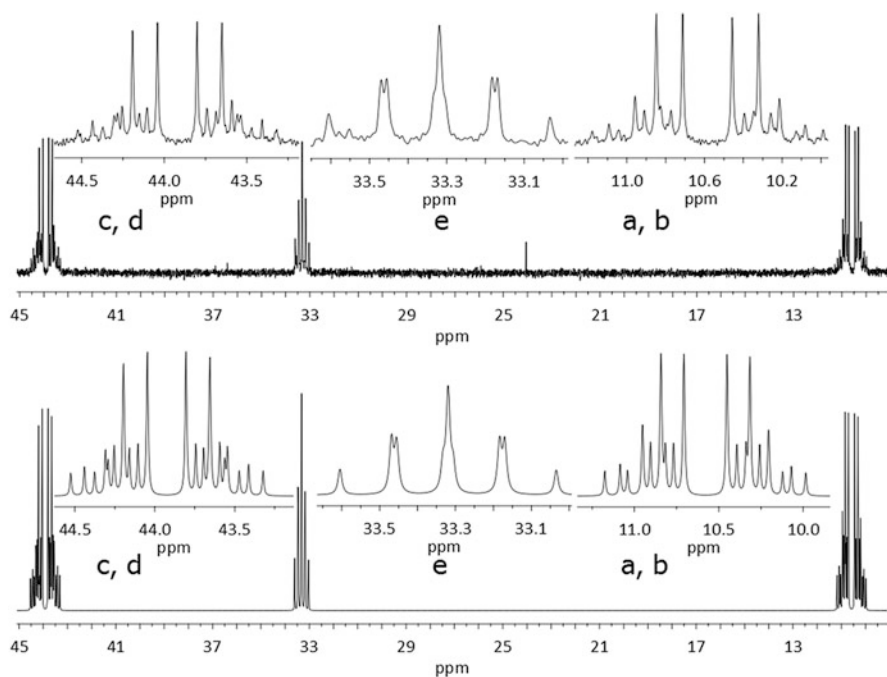 44.5 44.0 43.5
ppm
33.5 33.3 33.1
ppm
11.0 10.6 10.2
ppm
c, d
e
a, b
45 41 37 33 29 25 21 17 13
ppm
44.5 44.0 43.5
ppm
33.5 33.3 33.1
ppm
11.0 10.5 10.0
ppm
c, d
e
a, b
45 41 37 33 29 25 21 17 13
ppm